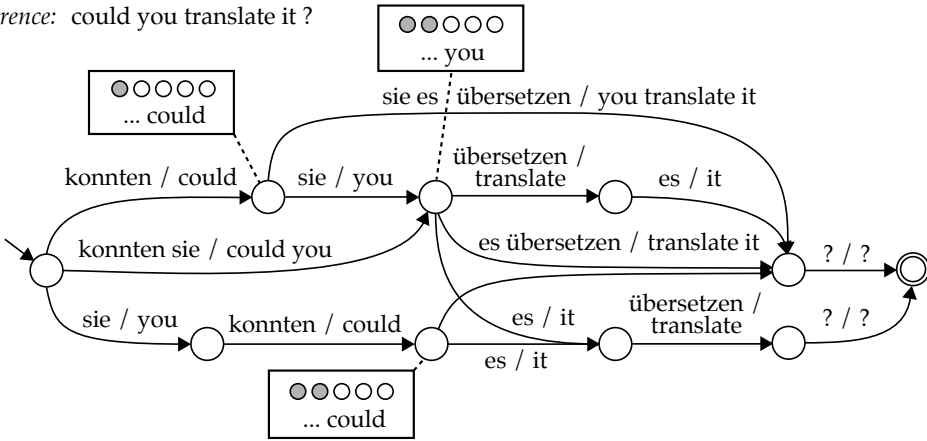 rence: could you translate it ?
... you
... could
sie es übersetzen / you translate it
übersetzen /
translate
konnten / could
sie / you
es / it
konnten sie / could you
es übersetzen / translate it
? / ?
sie / you
konnten / could
es / it
übersetzen /
translate
? / ?
es / it
... could